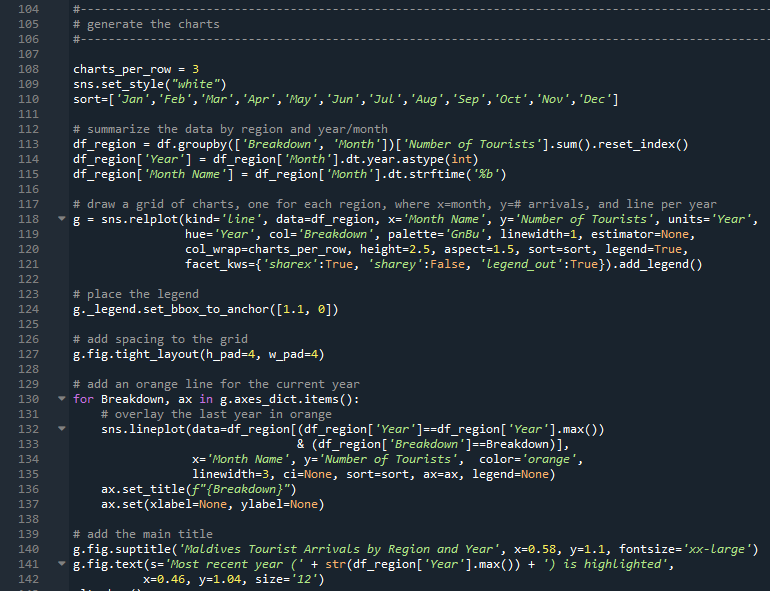 104 #----------------------------------------------------------------------------------------------------
105 # generate the charts
106 #----------------------------------------------------------------------------------------------------
107
108 charts_per_row = 3
109 sns.set_style("white")
110 sort=['Jan','Feb','Mar','Apr','May','Jun','Jul','Aug','Sep','Oct','Nov','Dec']
111
112 # summarize the data by region and year/month
113 df_region = df.groupby(['Breakdown', 'Month'])['Number of Tourists'].sum().reset_index()
114 df_region['Year'] = df_region['Month'].dt.year.astype(int)
115 df_region['Month Name'] = df_region['Month'].dt.strftime('%b')
116
117 # draw a grid of charts, one for each region, where x=month, y=# arrivals, and line per year
118 g = sns.relplot(kind='line', data=df_region, x='Month Name', y='Number of Tourists', units='Year',
119                 hue='Year', col='Breakdown', palette='GnBu', linewidth=1, estimator=None,
120                 col_wrap=charts_per_row, height=2.5, aspect=1.5, sort=sort, legend=True,
121                 facet_kws={'sharex':True, 'sharey':False, 'legend_out':True}).add_legend()
122
123 # place the legend
124 g._legend.set_bbox_to_anchor([1.1, 0])
125
126 # add spacing to the grid
127 g.fig.tight_layout(h_pad=4, w_pad=4)
128
129 # add an orange line for the current year
130 for Breakdown, ax in g.axes_dict.items():
131     # overlay the last year in orange
132     sns.lineplot(data=df_region[(df_region['Year']==df_region['Year'].max())
133                                 & (df_region['Breakdown']==Breakdown)],
134                  x='Month Name', y='Number of Tourists',  color='orange',
135                  linewidth=3, ci=None, sort=sort, ax=ax, legend=None)
136     ax.set_title(f"{Breakdown}")
137     ax.set(xlabel=None, ylabel=None)
138
139 # add the main title
140 g.fig.suptitle('Maldives Tourist Arrivals by Region and Year', x=0.58, y=1.1, fontsize='xx-large')
141 g.fig.text(s='Most recent year (' + str(df_region['Year'].max()) + ') is highlighted',
142           x=0.46, y=1.04, size='12')